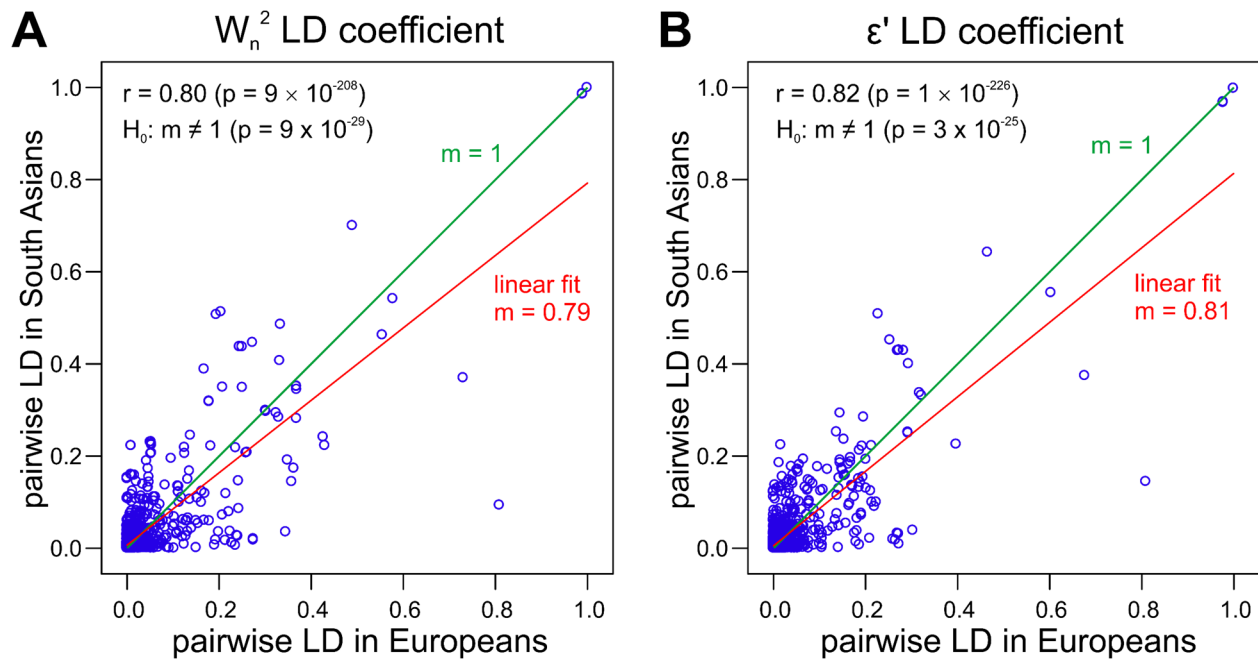 A
Wₙ² LD coefficient
r = 0.80 (p = 9 × 10⁻²⁰⁸)
H₀: m ≠ 1 (p = 9 x 10⁻²⁹)
m = 1
linear fit
m = 0.79
pairwise LD in South Asians
1.0
0.8
0.6
0.4
0.2
0.0
0.0 0.2 0.4 0.6 0.8 1.0
pairwise LD in Europeans
B
ε' LD coefficient
r = 0.82 (p = 1 × 10⁻²²⁶)
H₀: m ≠ 1 (p = 3 x 10⁻²⁵)
m = 1
linear fit
m = 0.81
pairwise LD in South Asians
1.0
0.8
0.6
0.4
0.2
0.0
0.0 0.2 0.4 0.6 0.8 1.0
pairwise LD in Europeans